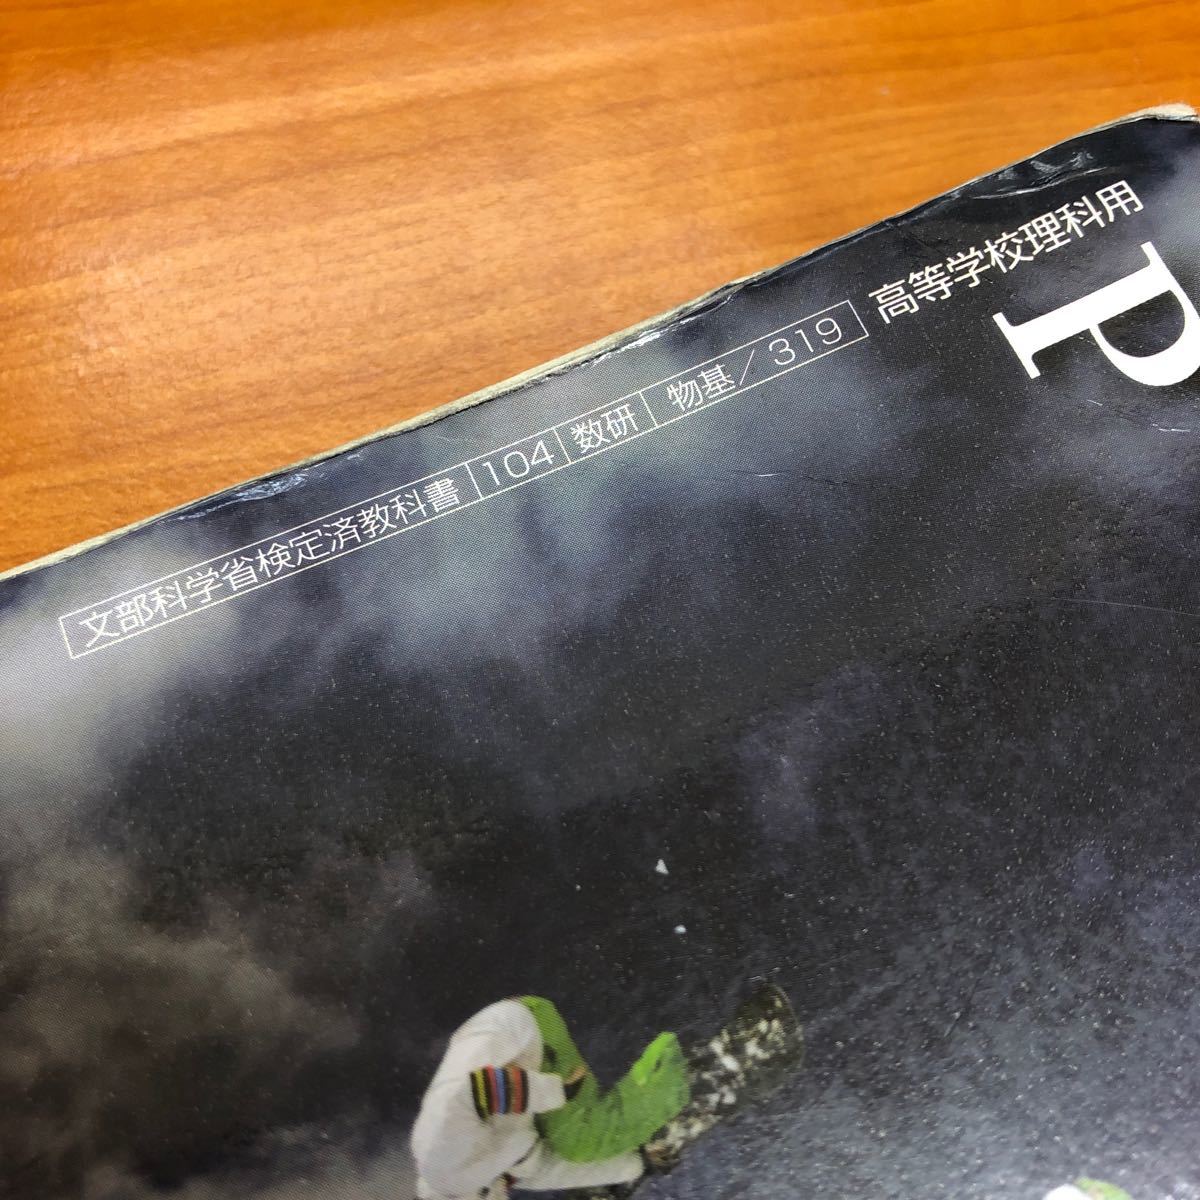 文部科学省検定済教科書 104 数研 物基/319
高等学校理科用
P